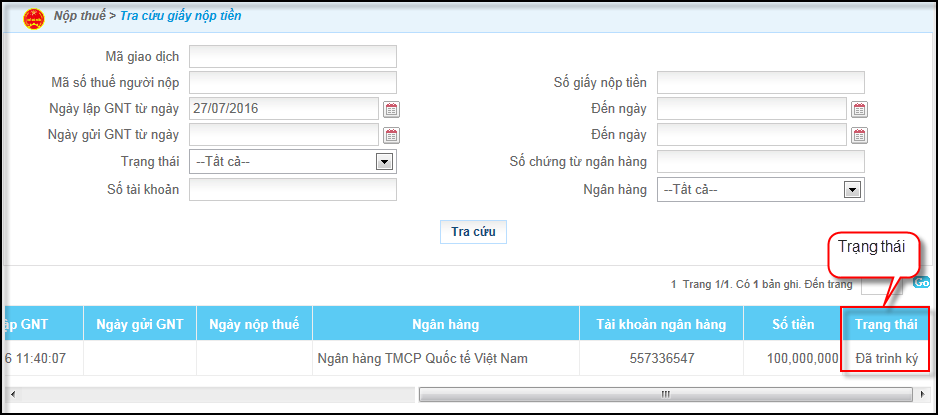 Nộp thuế > Tra cứu giấy nộp tiền
Mã giao dịch
Mã số thuế người nộp
Số giấy nộp tiền
Ngày lập GNT từ ngày 27/07/2016
Đến ngày
Ngày gửi GNT từ ngày
Đến ngày
Trạng thái --Tất cả--
Số chứng từ ngân hàng
Số tài khoản
Ngân hàng --Tất cả--
Tra cứu
Trạng thái
1 Trang 1/1. Có 1 bản ghi. Đến trang Go
GNT Ngày gửi GNT Ngày nộp thuế Ngân hàng Tài khoản ngân hàng Số tiền Trạng thái
6 11:40:07 Ngân hàng TMCP Quốc tế Việt Nam 557336547 100,000,000 Đã trình ký